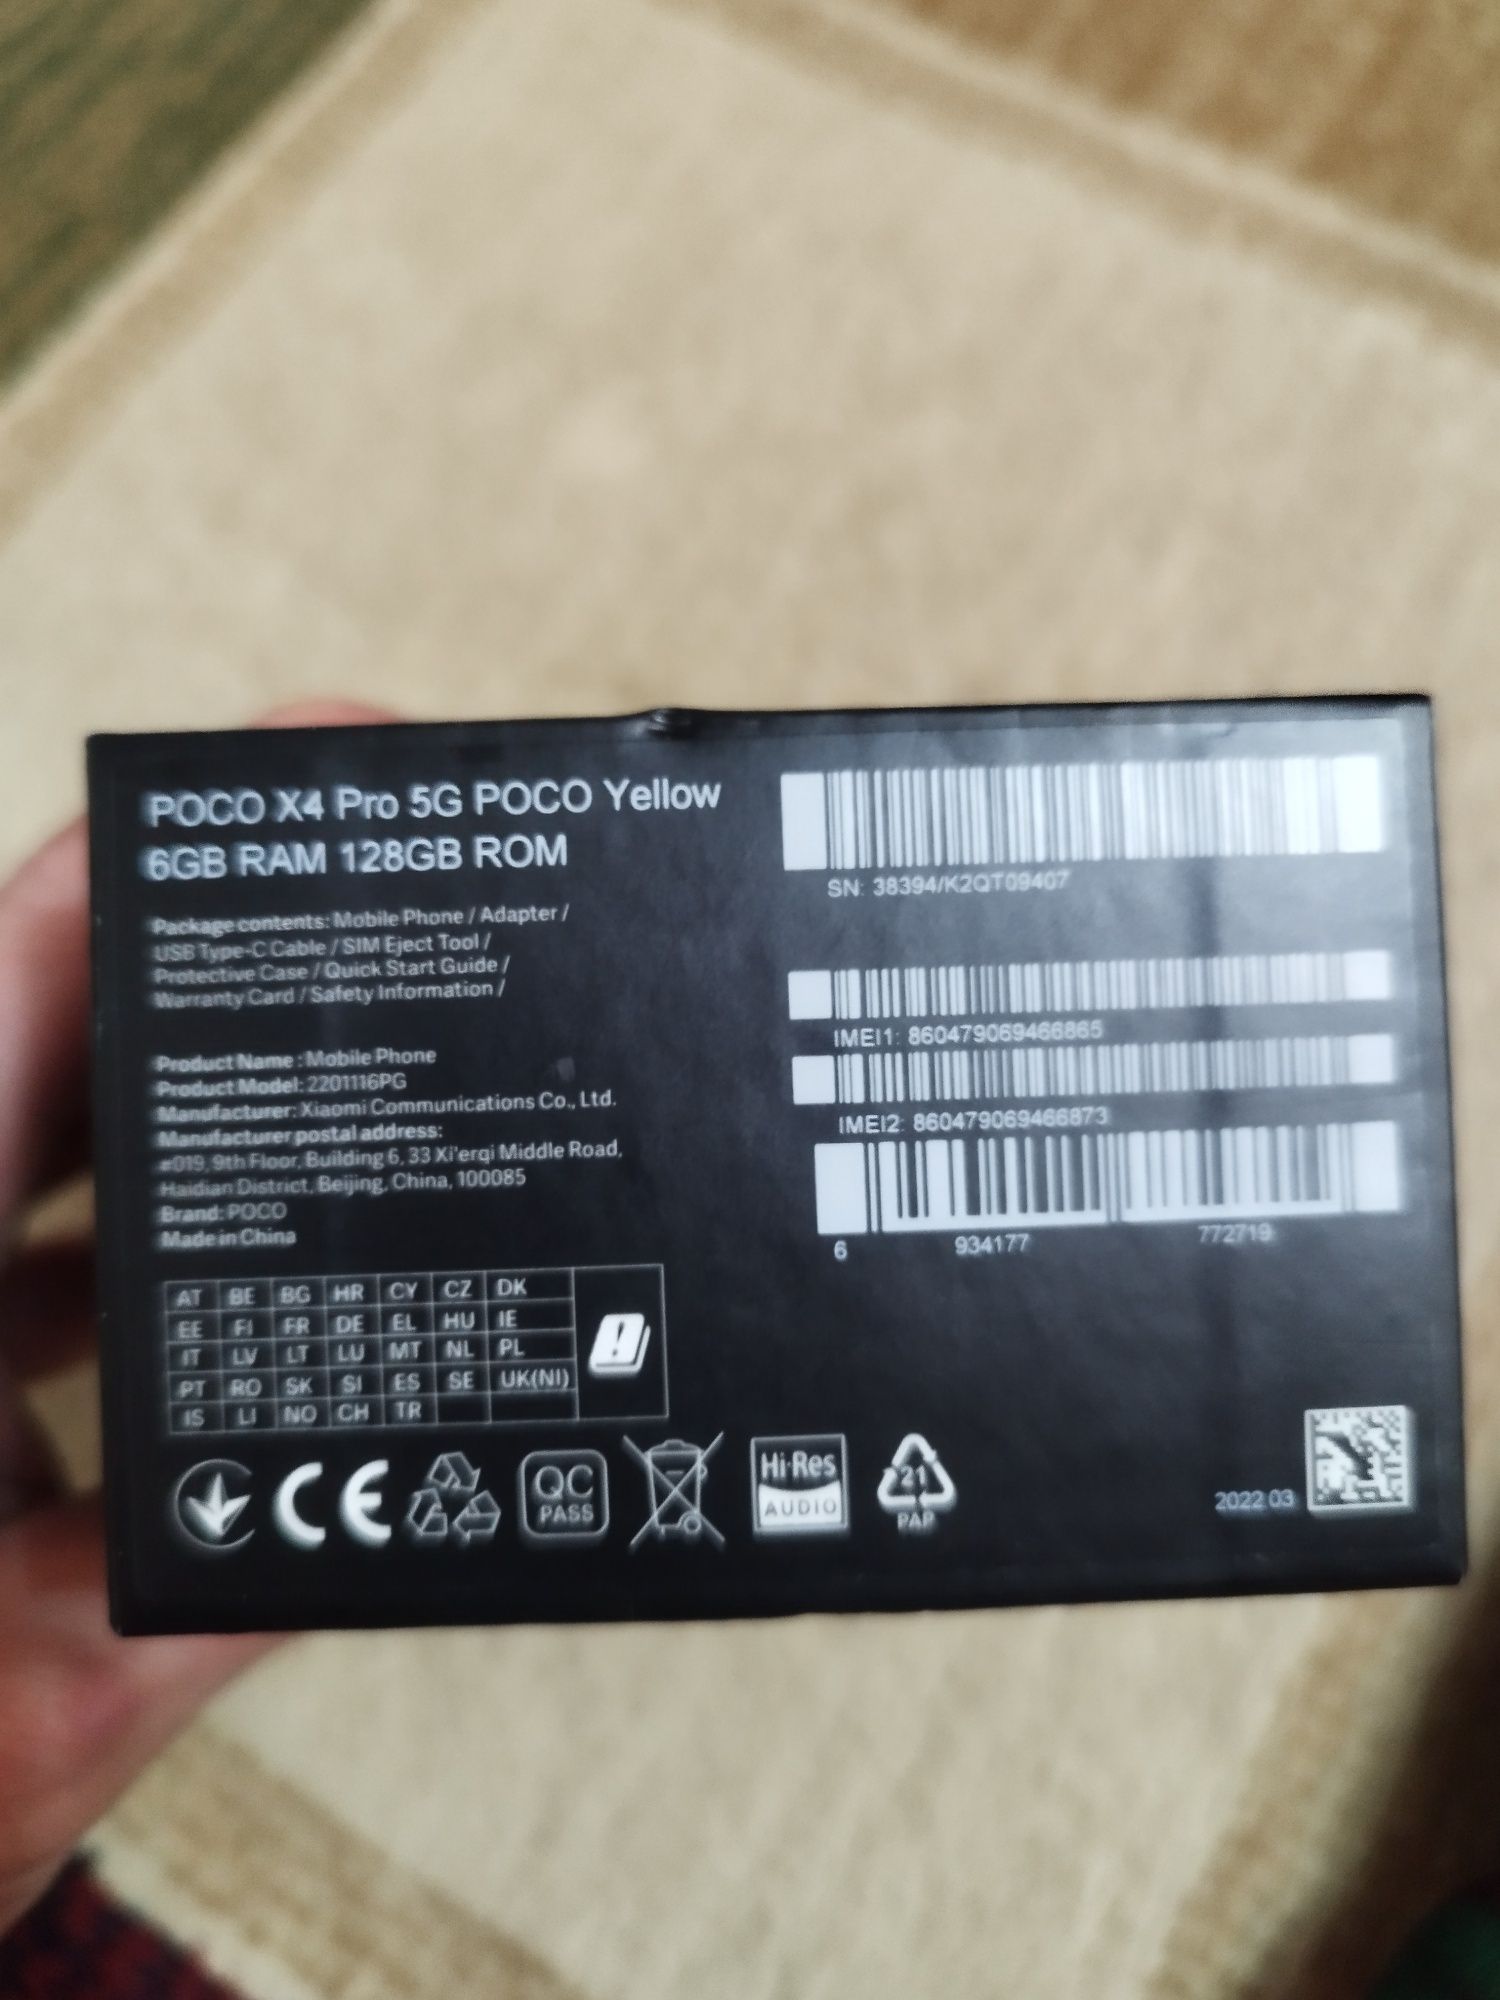 POCO X4 Pro 5G POCO Yellow
6GB RAM 128GB ROM
Package contents: Mobile Phone / Adapter /
USB Type-C Cable / SIM Eject Tool /
Protective Case / Quick Start Guide /
Warranty Card / Safety Information /
Product Name : Mobile Phone
Product Model: 2201116PG
Manufacturer: Xiaomi Communications Co., Ltd.
Manufacturer postal address:
#019, 9th Floor, Building 6, 33 Xi'erqi Middle Road,
Haidian District, Beijing, China, 100085
Brand: POCO
Made in China
AT BE BG HR CY CZ DK
EE FI FR DE EL HU IE
IT LV LT LU MT NL PL
PT RO SK SI ES SE UK(NI)
IS LI NO CH TR
CE
QC
PASS
Hi-Res
AUDIO
21
PAP
SN: 38394/K2QT09407
IMEI1: 860479069466865
IMEI2: 860479069466873
6 934177 772719
2022 03